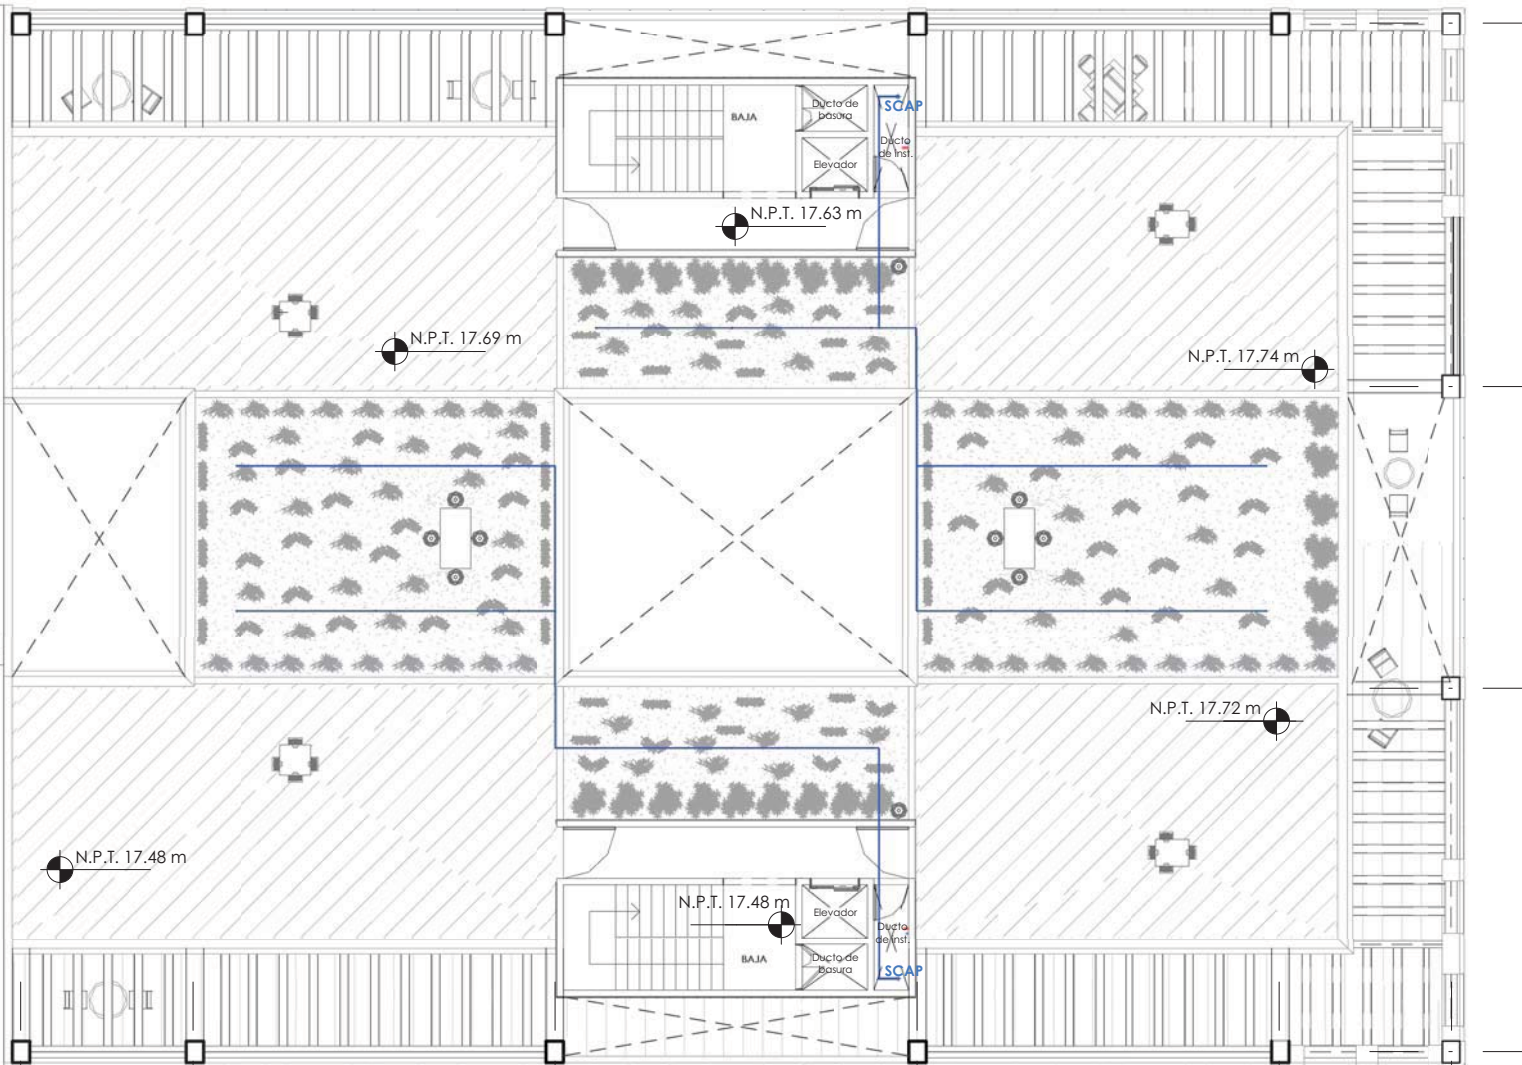 Ducto de
basura
SCAP
BAJA
Ducto
de Inst.
Elevador
N.P.T. 17.63 m
N.P.T. 17.69 m
N.P.T. 17.74 m
N.P.T. 17.72 m
N.P.T. 17.48 m
N.P.T. 17.48 m
Elevador
Ducto
de Inst.
BAJA
Ducto de
basura
SCAP